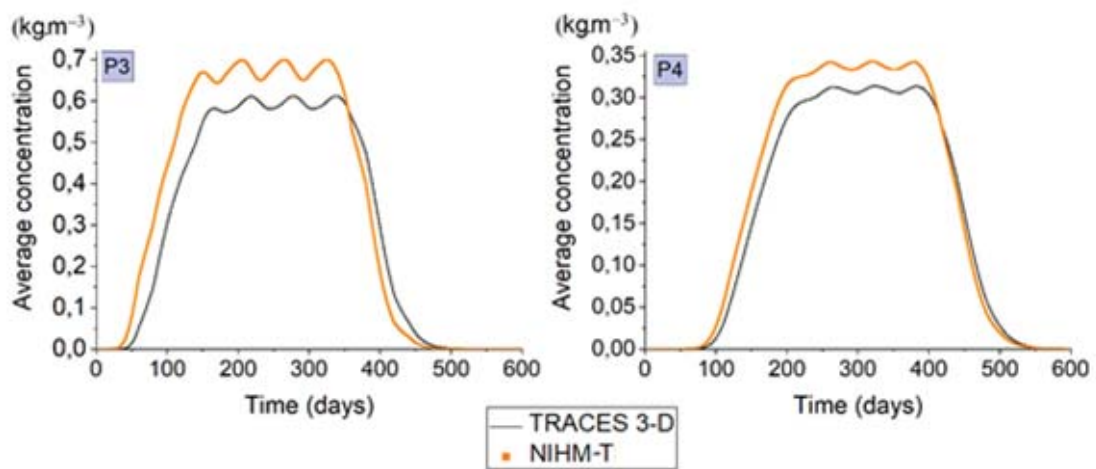 (kg.m⁻³)
P3
Average concentration
0,7
0,6
0,5
0,4
0,3
0,2
0,1
0,0
0 100 200 300 400 500 600
Time (days)
(kg.m⁻³)
P4
Average concentration
0,35
0,30
0,25
0,20
0,15
0,10
0,05
0,00
0 100 200 300 400 500 600
Time (days)
TRACES 3-D
NIHM-T